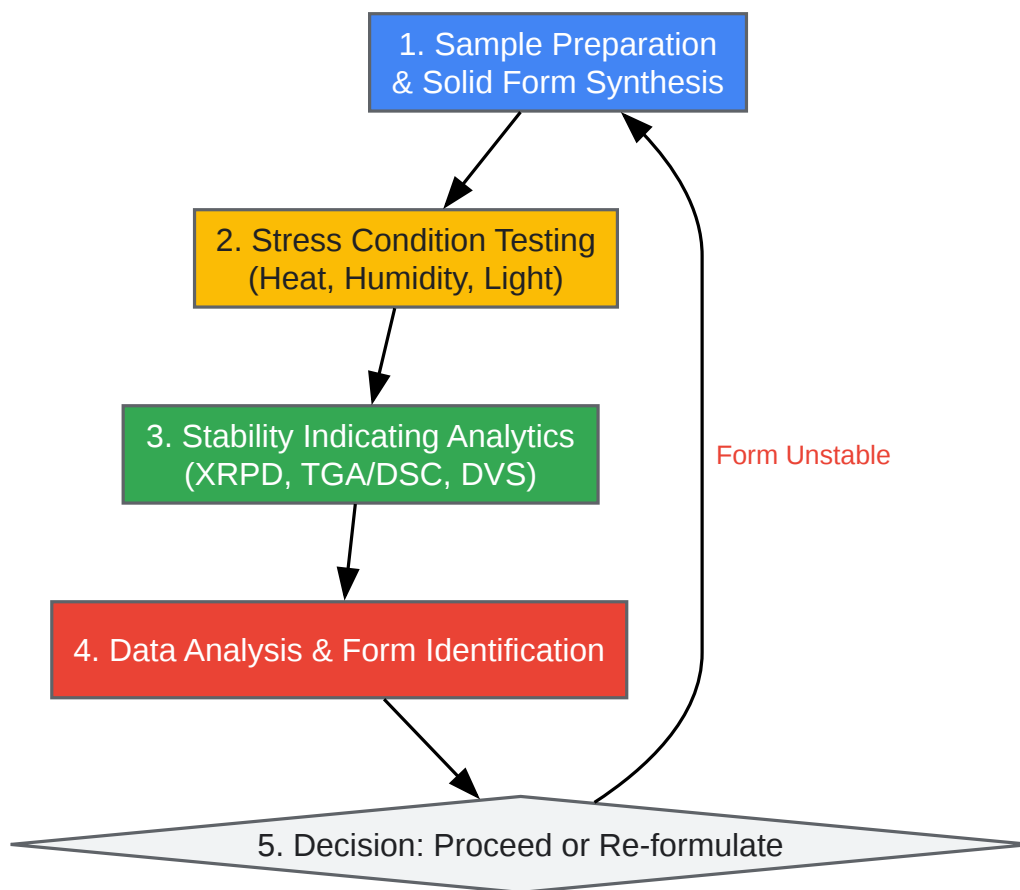 1. Sample Preparation
& Solid Form Synthesis
2. Stress Condition Testing
(Heat, Humidity, Light)
3. Stability Indicating Analytics
(XRPD, TGA/DSC, DVS)
Form Unstable
4. Data Analysis & Form Identification
5. Decision: Proceed or Re-formulate